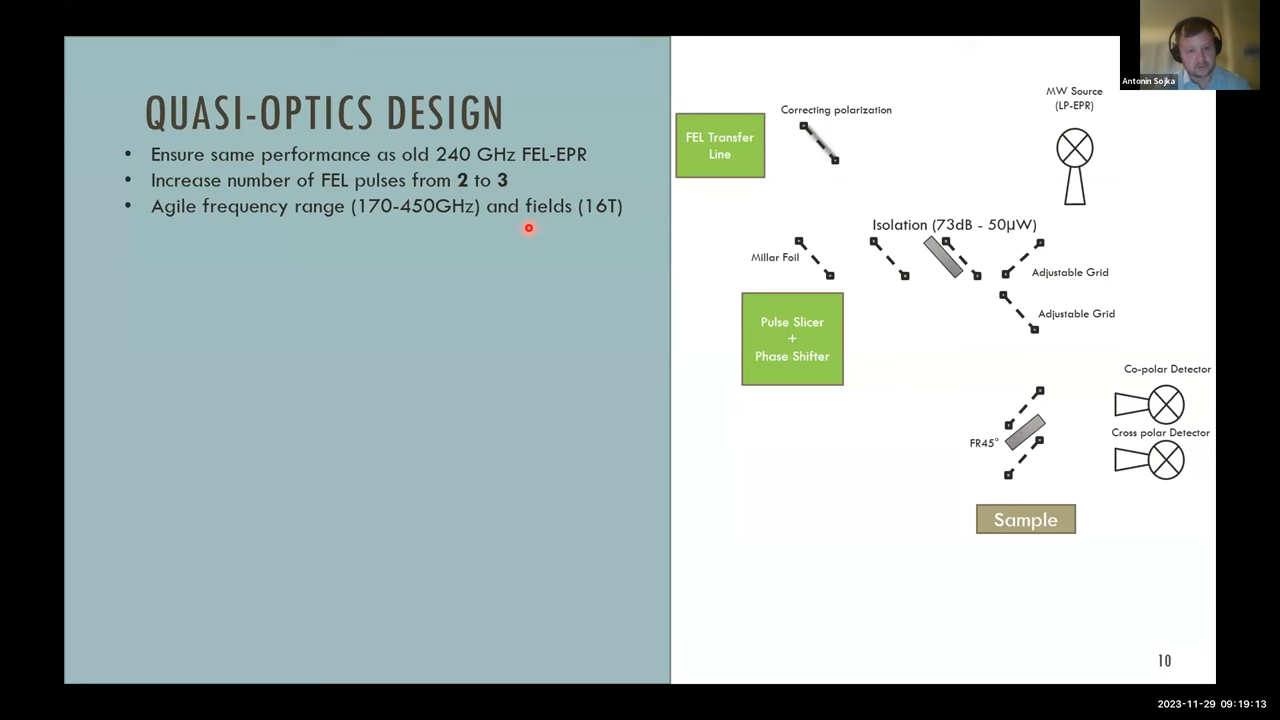 Antonin Sojka
QUASI-OPTICS DESIGN
• Ensure same performance as old 240 GHz FEL-EPR
• Increase number of FEL pulses from 2 to 3
• Agile frequency range (170-450GHz) and fields (16T)
FEL Transfer
Line
Correcting polarization
MW Source
(LP-EPR)
Isolation (73dB - 50µW)
Millar Foil
Adjustable Grid
Adjustable Grid
Pulse Slicer
+
Phase Shifter
Co-polar Detector
Cross polar Detector
FR45°
Sample
10
2023-11-29 09:19:13